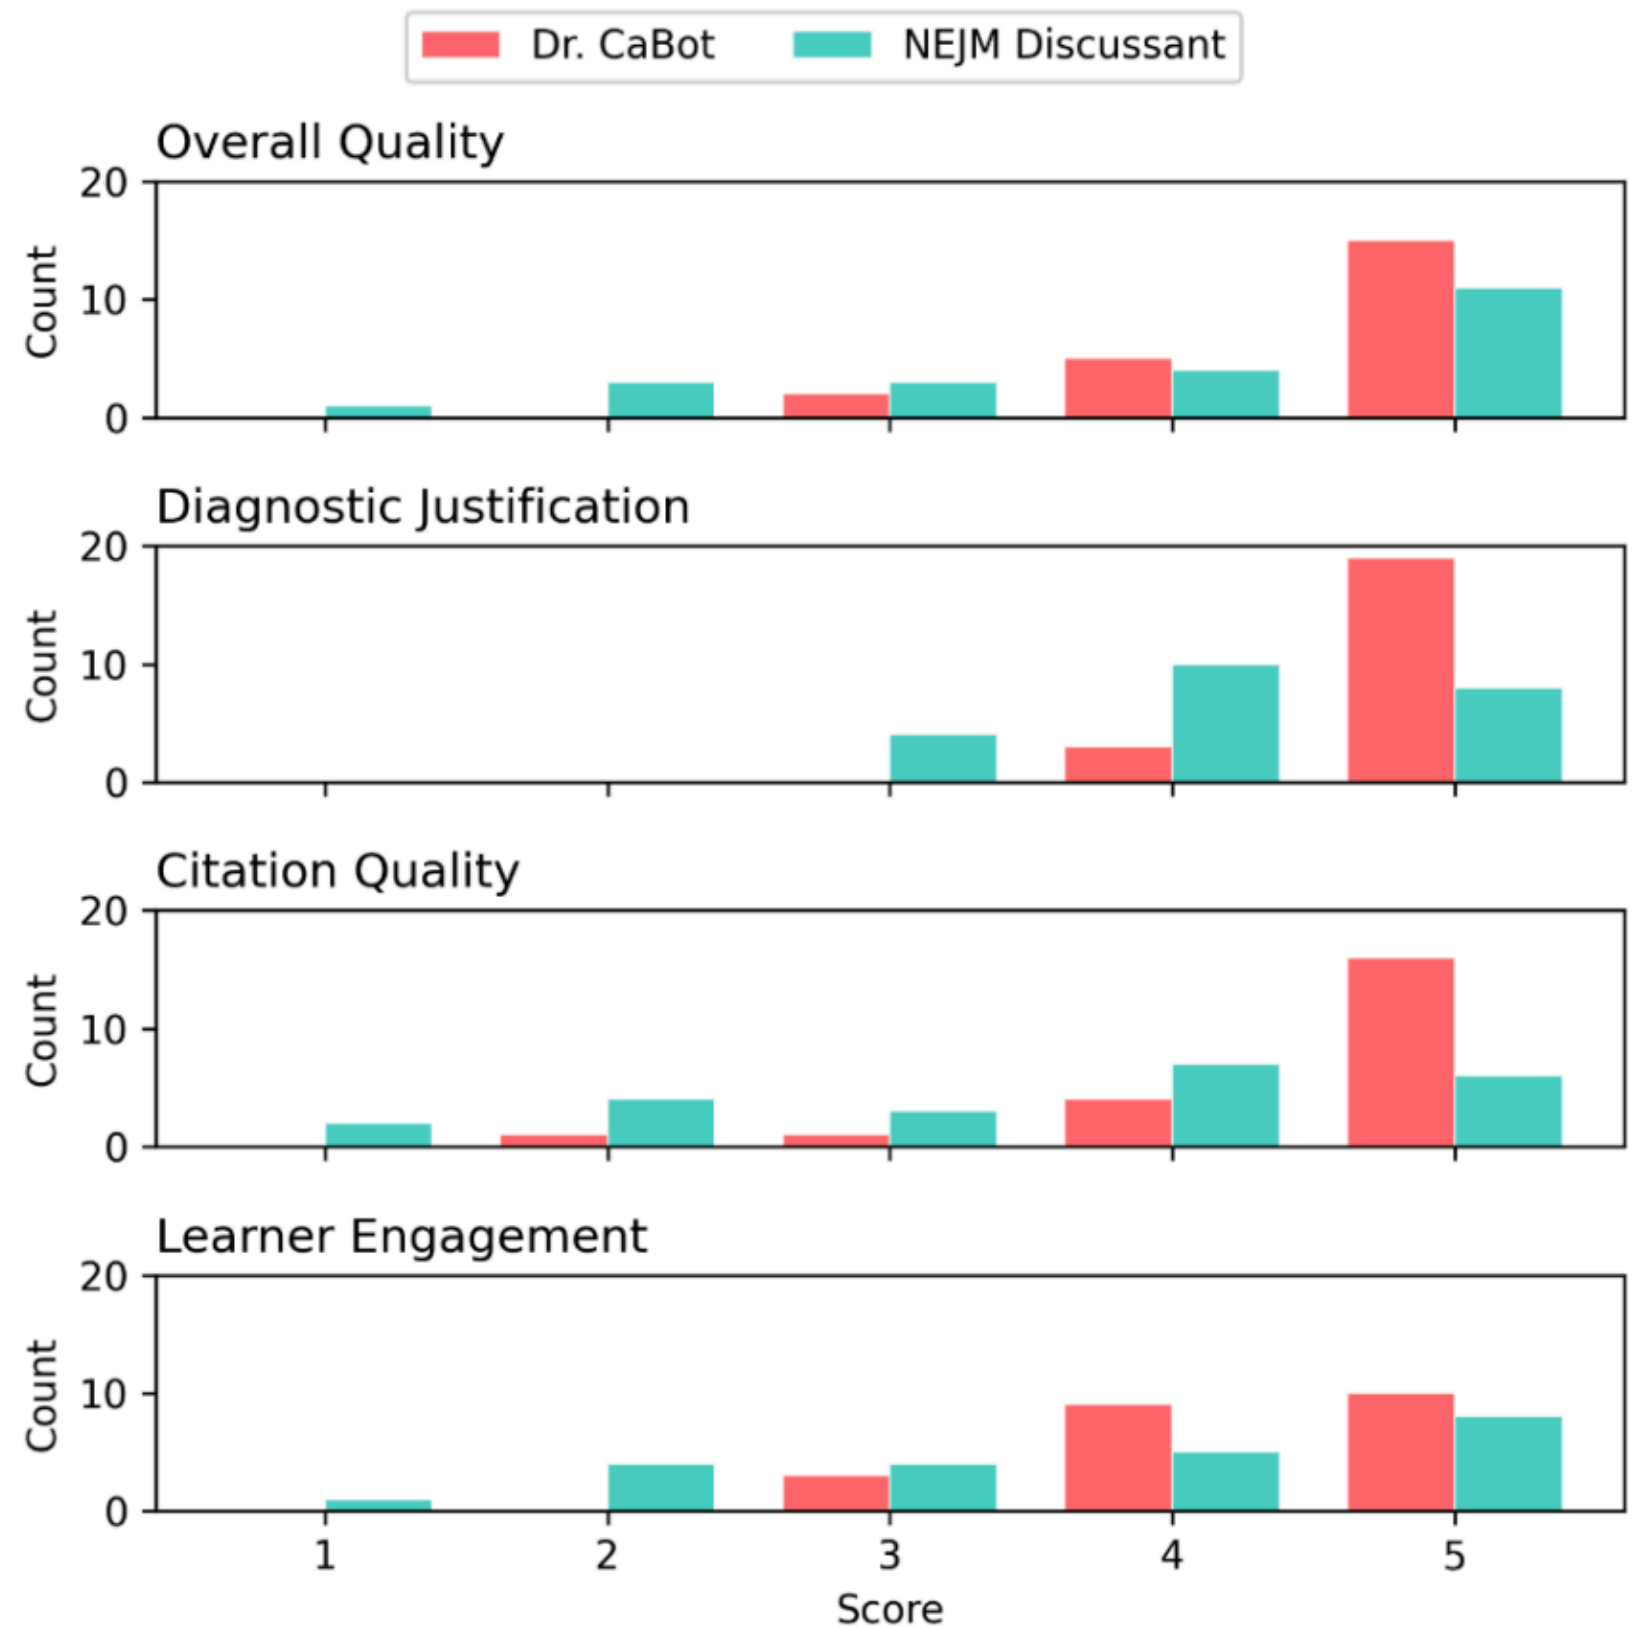 Dr. CaBot NEJM Discussant
Overall Quality
20
10
0
Count
Diagnostic Justification
20
10
0
Count
Citation Quality
20
10
0
Count
Learner Engagement
20
10
0
Count
1 2 3 4 5
Score